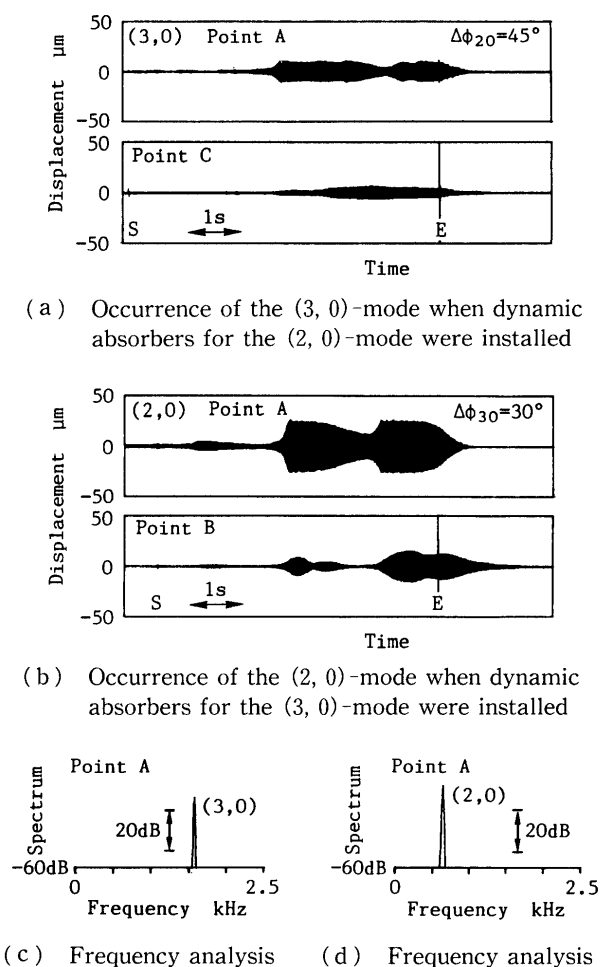 50
(3,0) Point A Δϕ20=45°
0
-50
50
Point C
0
S 1s E
-50
Displacement μm
Time
(a) Occurrence of the (3, 0)-mode when dynamic
absorbers for the (2, 0)-mode were installed
50
(2,0) Point A Δϕ30=30°
0
-50
50
Point B
0
S 1s E
-50
Displacement μm
Time
(b) Occurrence of the (2, 0)-mode when dynamic
absorbers for the (3, 0)-mode were installed
Point A
Spectrum
(3,0)
20dB
-60dB
0 2.5
Frequency kHz
(c) Frequency analysis
Point A
Spectrum
(2,0)
20dB
-60dB
0 2.5
Frequency kHz
(d) Frequency analysis